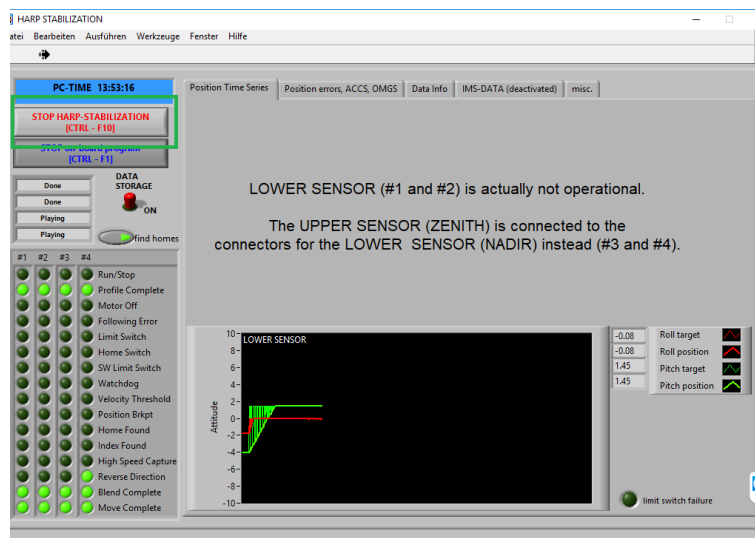 HARP STABILIZATION
atei Bearbeiten Ausführen Werkzeuge Fenster Hilfe
PC-TIME 13:53:16
STOP HARP-STABILIZATION
[CTRL - F10]
STOP on-board program
[CTRL - F1]
Done
Done
Playing
Playing
DATA
STORAGE
ON
find homes
#1 #2 #3 #4
Run/Stop
Profile Complete
Motor Off
Following Error
Limit Switch
Home Switch
SW Limit Switch
Watchdog
Velocity Threshold
Position Brkpt
Home Found
Index Found
High Speed Capture
Reverse Direction
Blend Complete
Move Complete
Position Time Series Position errors, ACCS, OMGS Data Info IMS-DATA (deactivated) misc.
LOWER SENSOR (#1 and #2) is actually not operational.
The UPPER SENSOR (ZENITH) is connected to the
connectors for the LOWER SENSOR (NADIR) instead (#3 and #4).
LOWER SENSOR
Attitude
10-
8-
6-
4-
2-
0-
-2-
-4-
-6-
-8-
-10-
-0.08 Roll target
-0.08 Roll position
1.45 Pitch target
1.45 Pitch position
limit switch failure